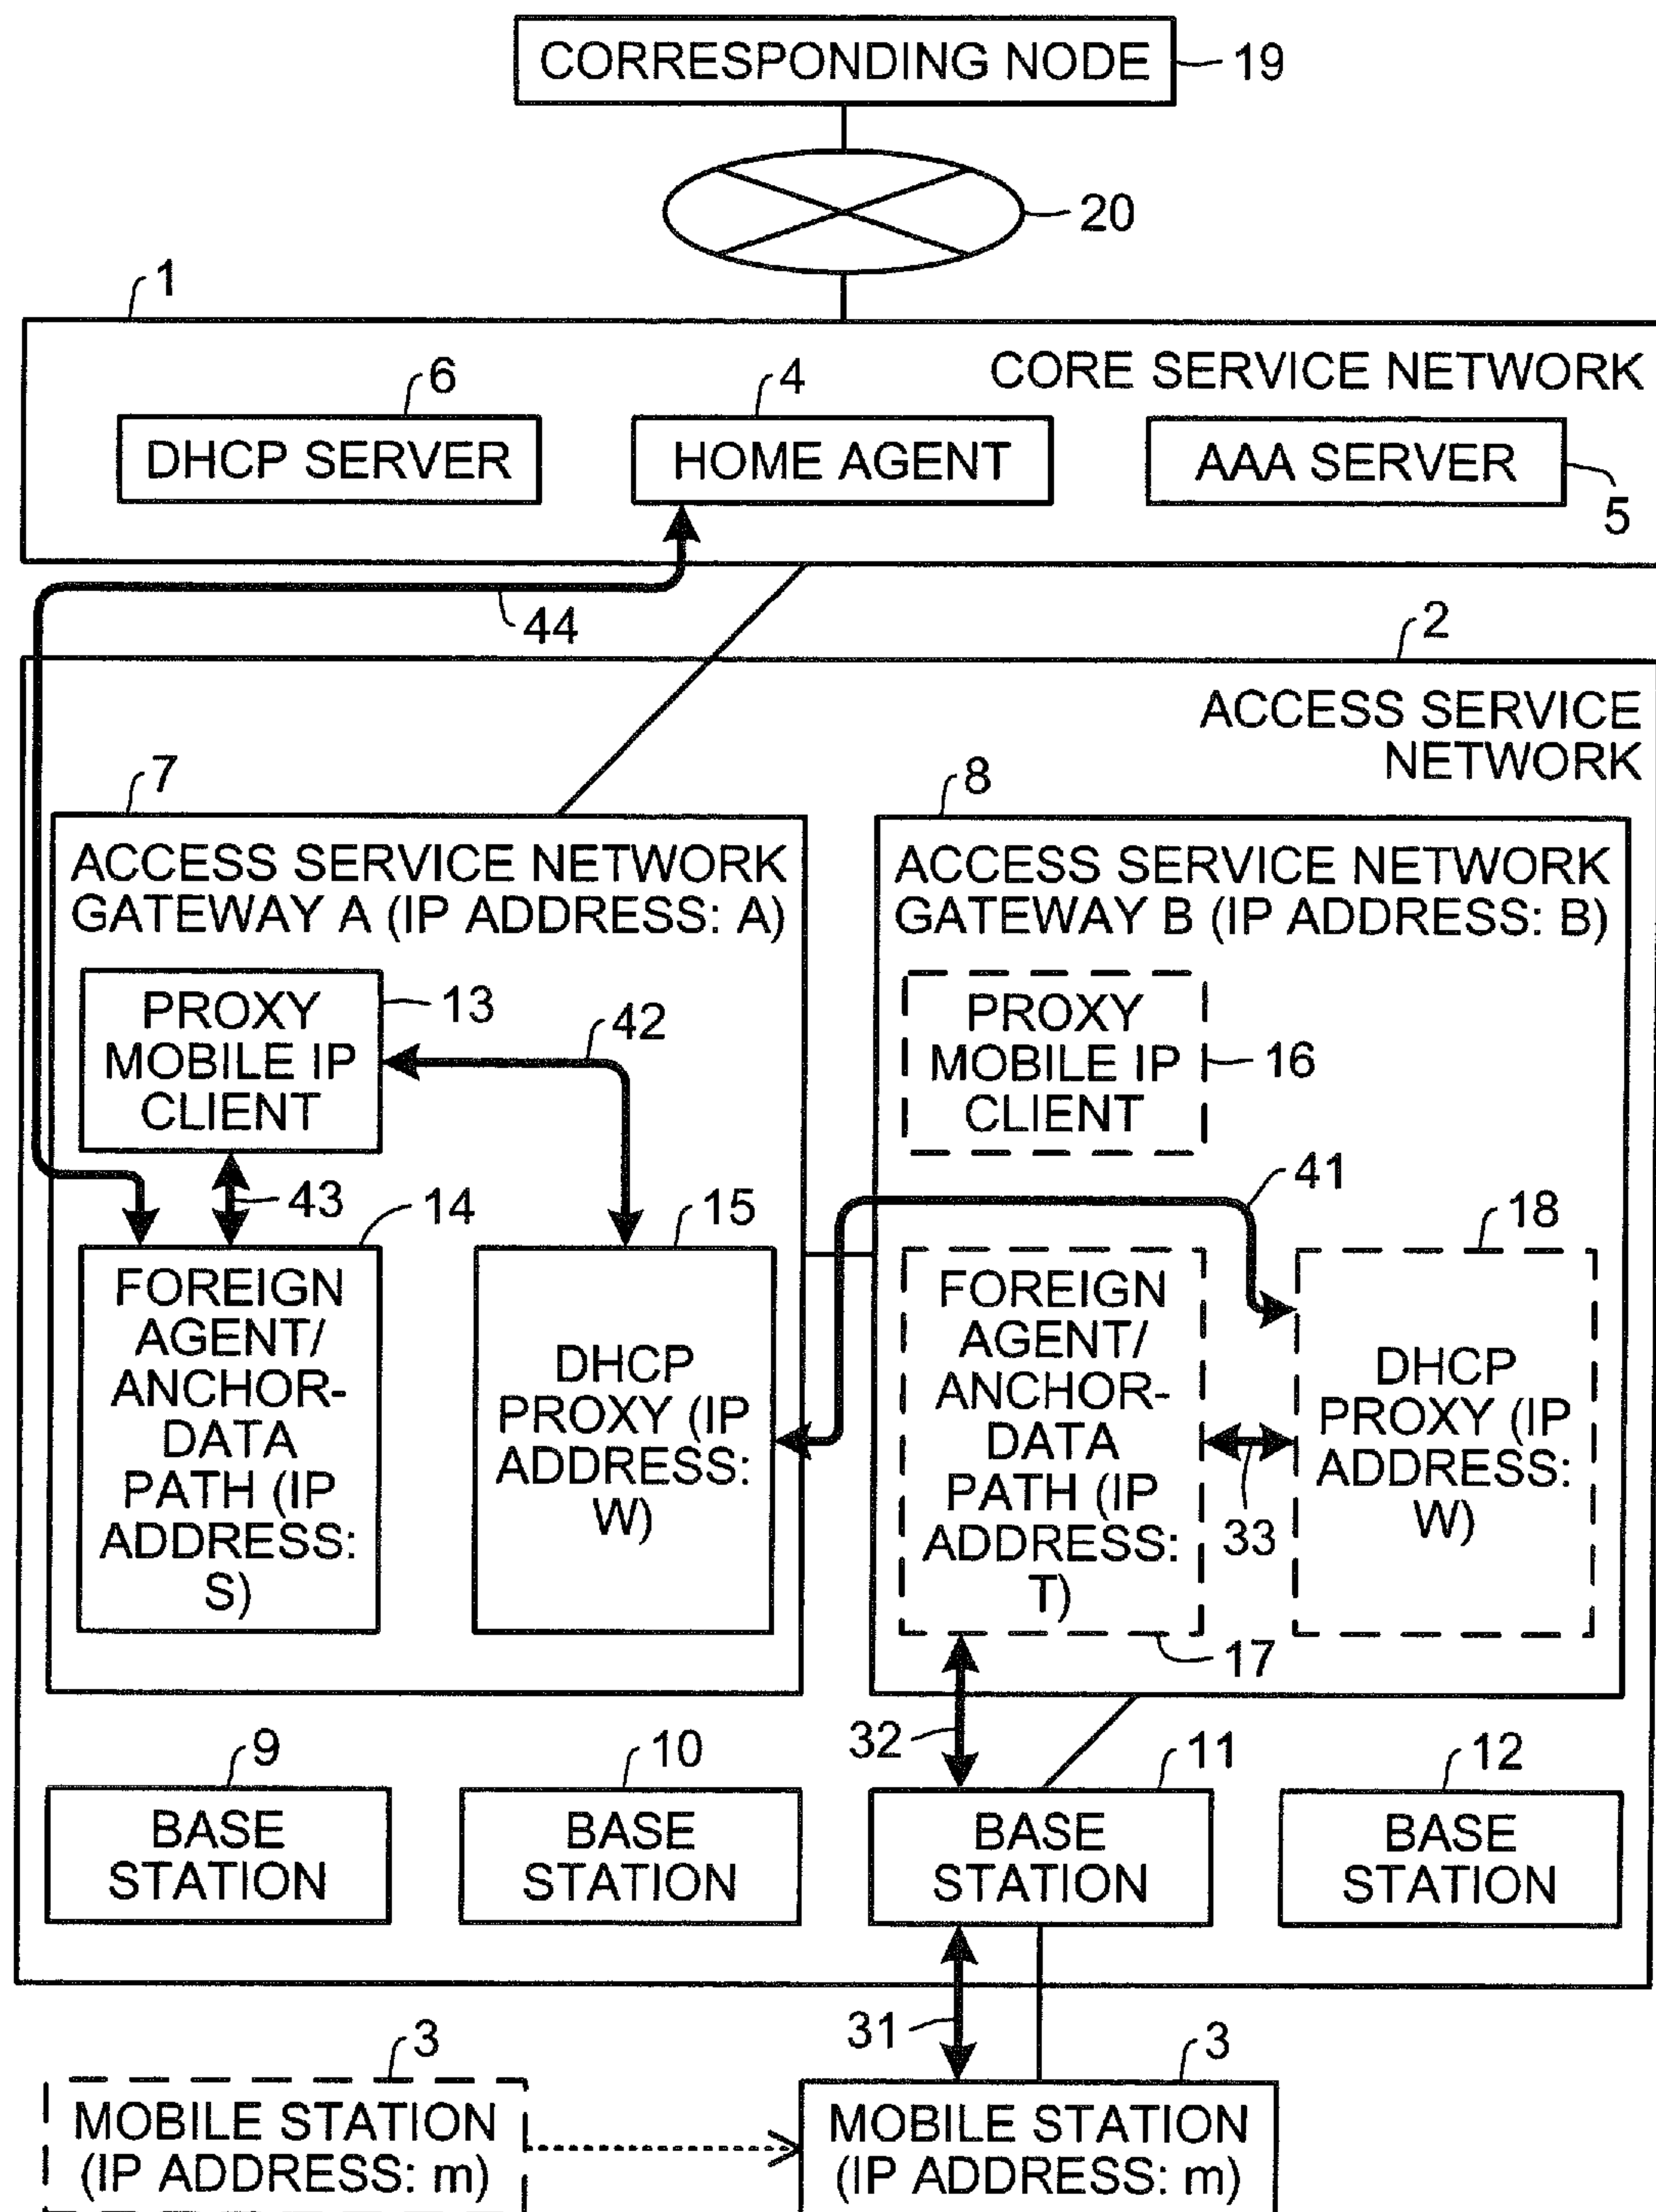 CORRESPONDING NODE
19
20
1
CORE SERVICE NETWORK
6
4
DHCP SERVER
HOME AGENT
AAA SERVER
5
44
2
ACCESS SERVICE
NETWORK
7
8
ACCESS SERVICE NETWORK
GATEWAY A (IP ADDRESS: A)
ACCESS SERVICE NETWORK
GATEWAY B (IP ADDRESS: B)
PROXY
MOBILE IP
CLIENT
13
42
PROXY
MOBILE IP
CLIENT
16
41
43
14
15
18
FOREIGN
AGENT/
ANCHOR-
DATA
PATH (IP
ADDRESS:
S)
DHCP
PROXY (IP
ADDRESS:
W)
FOREIGN
AGENT/
ANCHOR-
DATA
PATH (IP
ADDRESS:
T)
33
DHCP
PROXY (IP
ADDRESS:
W)
17
32
9
10
11
12
BASE
STATION
BASE
STATION
BASE
STATION
BASE
STATION
31
3
3
MOBILE STATION
(IP ADDRESS: m)
MOBILE STATION
(IP ADDRESS: m)